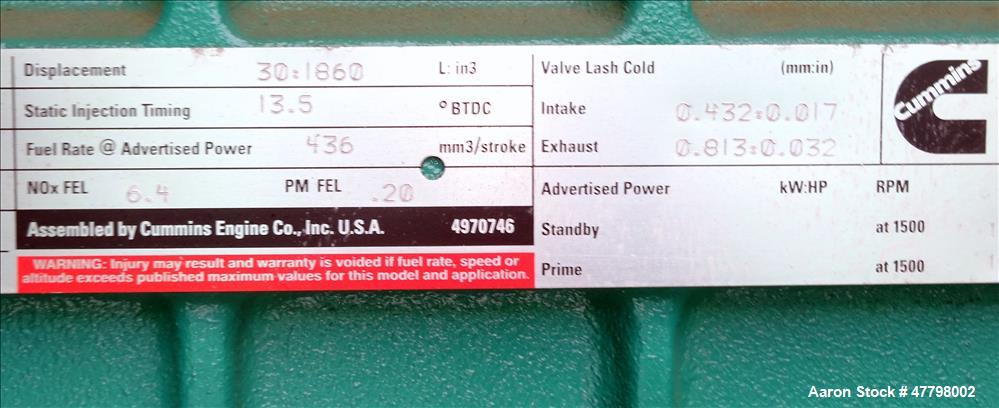 Displacement 30:1860 L: in3
Static Injection Timing 13.5 °BTDC
Fuel Rate @ Advertised Power 436 mm3/stroke
NOx FEL 6.4 PM FEL .20
Assembled by Cummins Engine Co., Inc. U.S.A. 4970746
WARNING: Injury may result and warranty is voided if fuel rate, speed or
altitude exceeds published maximum values for this model and application.
Valve Lash Cold (mm:in)
Intake 0.432:0.017
Exhaust 0.813:0.032
Cummins
Advertised Power kW:HP RPM
Standby at 1500
Prime at 1500
Aaron Stock # 47798002